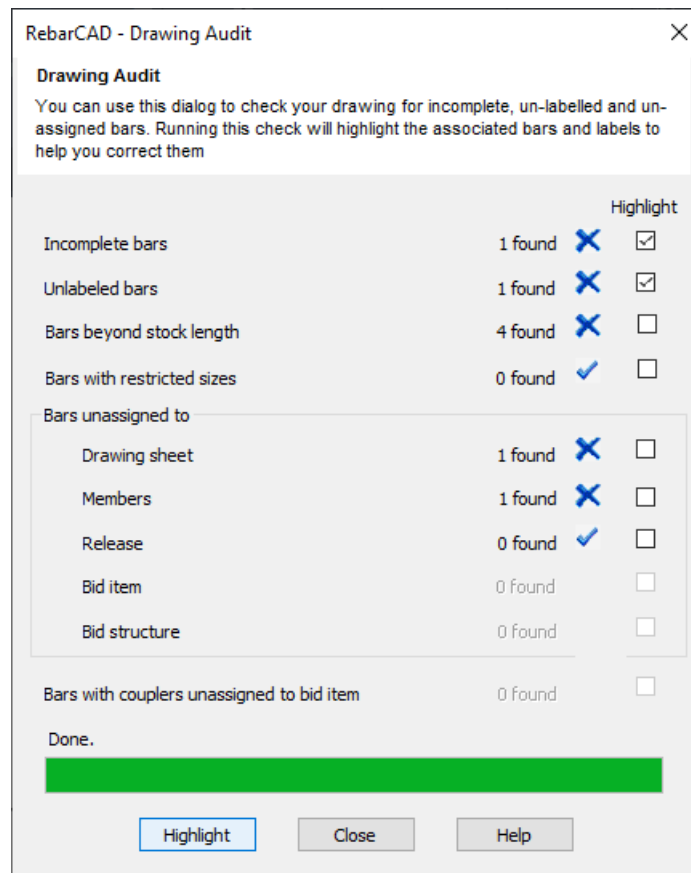 RebarCAD - Drawing Audit
Drawing Audit
You can use this dialog to check your drawing for incomplete, un-labelled and un-
assigned bars. Running this check will highlight the associated bars and labels to
help you correct them
Highlight
Incomplete bars 1 found
Unlabeled bars 1 found
Bars beyond stock length 4 found
Bars with restricted sizes 0 found
Bars unassigned to
Drawing sheet 1 found
Members 1 found
Release 0 found
Bid item 0 found
Bid structure 0 found
Bars with couplers unassigned to bid item 0 found
Done.
Highlight Close Help